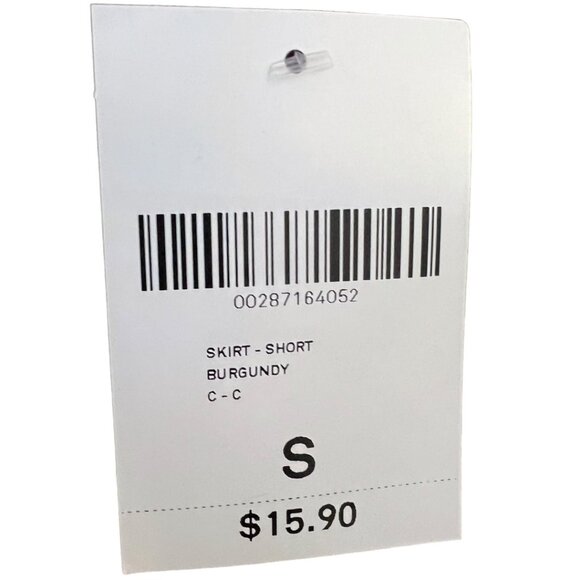 00287164052
SKIRT - SHORT
BURGUNDY
C - C
S
$15.90